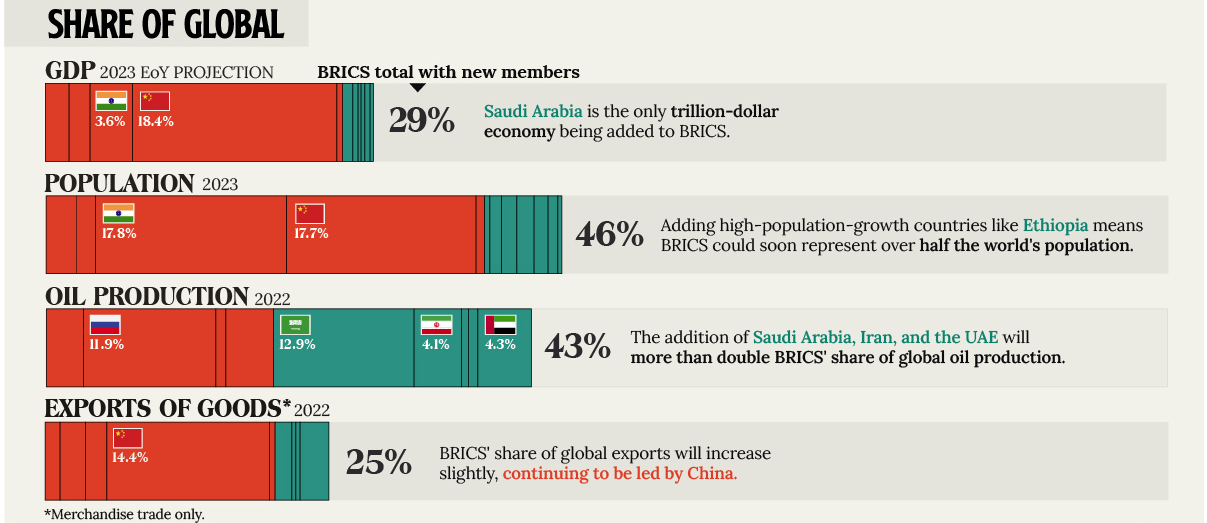 SHARE OF GLOBAL
GDP 2023 EoY PROJECTION
BRICS total with new members
3.6%
18.4%
29%
Saudi Arabia is the only trillion-dollar
economy being added to BRICS.
POPULATION 2023
17.8%
17.7%
46%
Adding high-population-growth countries like Ethiopia means
BRICS could soon represent over half the world's population.
OIL PRODUCTION 2022
11.9%
12.9%
4.1%
4.3%
43%
The addition of Saudi Arabia, Iran, and the UAE will
more than double BRICS' share of global oil production.
EXPORTS OF GOODS* 2022
14.4%
25%
BRICS' share of global exports will increase
slightly, continuing to be led by China.
*Merchandise trade only.